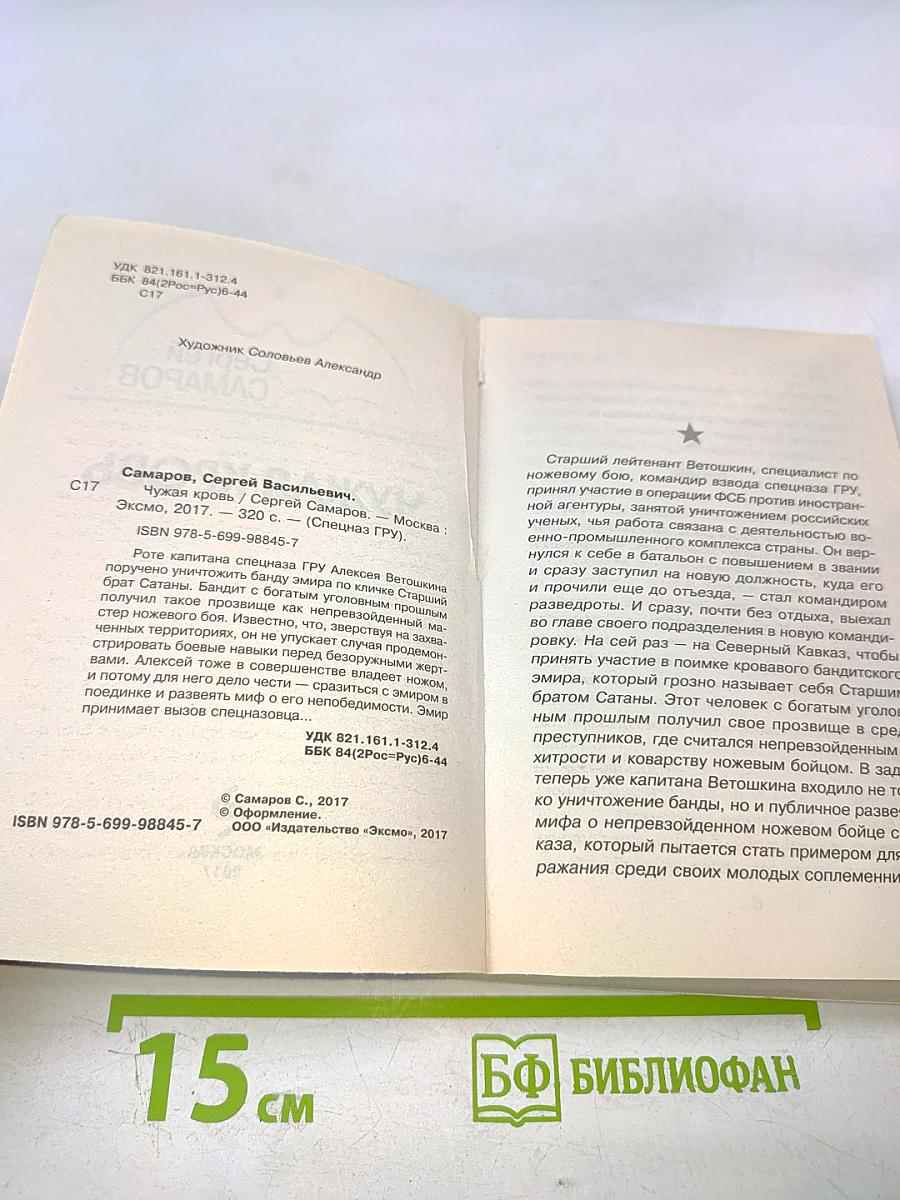 УДК 821.161.1-312.4
ББК 84(2Рос=Рус)6-44
С17
Художник Соловьев Александр
Самаров, Сергей Васильевич.
С17 Чужая кровь / Сергей Самаров. — Москва :
Эксмо, 2017. — 320 с. — (Спецназ ГРУ).
ISBN 978-5-699-98845-7
Роте капитана спецназа ГРУ Алексея Ветошкина
поручено уничтожить банду эмира по кличке Старший
брат Сатаны. Бандит с богатым уголовным прошлым
получил такое прозвище как непревзойденный ма-
стер ножевого боя. Известно, что, зверствуя на захва-
ченных территориях, он не упускает случая продемон-
стрировать боевые навыки перед безоружными жерт-
вами. Алексей тоже в совершенстве владеет ножом,
и потому для него дело чести — сразиться с эмиром в
поединке и развеять миф о его непобедимости. Эмир
принимает вызов спецназовца...
УДК 821.161.1-312.4
ББК 84(2Рос=Рус)6-44
© Самаров С., 2017
© Оформление.
ISBN 978-5-699-98845-7 ООО «Издательство «Эксмо», 2017
Старший лейтенант Ветошкин, специалист по
ножевому бою, командир взвода спецназа ГРУ,
принял участие в операции ФСБ против иностран-
ной агентуры, занятой уничтожением российских
ученых, чья работа связана с деятельностью во-
енно-промышленного комплекса страны. Он вер-
нулся к себе в батальон с повышением в звании
и сразу заступил на новую должность, куда его
и прочили еще до отъезда, — стал командиром
разведроты. И сразу, почти без отдыха, выехал
во главе своего подразделения в новую команди-
ровку. На сей раз — на Северный Кавказ, чтобы
принять участие в поимке кровавого бандитского
эмира, который грозно называет себя Старшим
братом Сатаны. Этот человек с богатым уголов
ным прошлым получил свое прозвище в сред
преступников, где считался непревзойденным
хитрости и коварству ножевым бойцом. В зад
теперь уже капитана Ветошкина входило не то
ко уничтожение банды, но и публичное развея
мифа о непревзойденном ножевом бойце с
каза, который пытается стать примером для
ражания среди своих молодых соплеменни
15 см
БФ БИБЛИОФАН